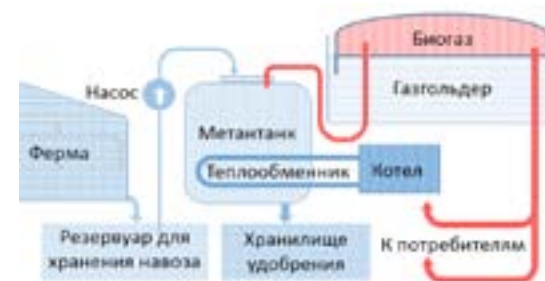 Биогаз
Насос
Газгольдер
Метантанк
Ферма
Теплообменник
Котел
Резервуар для
хранения навоза
Хранилище
удобрения
К потребителям